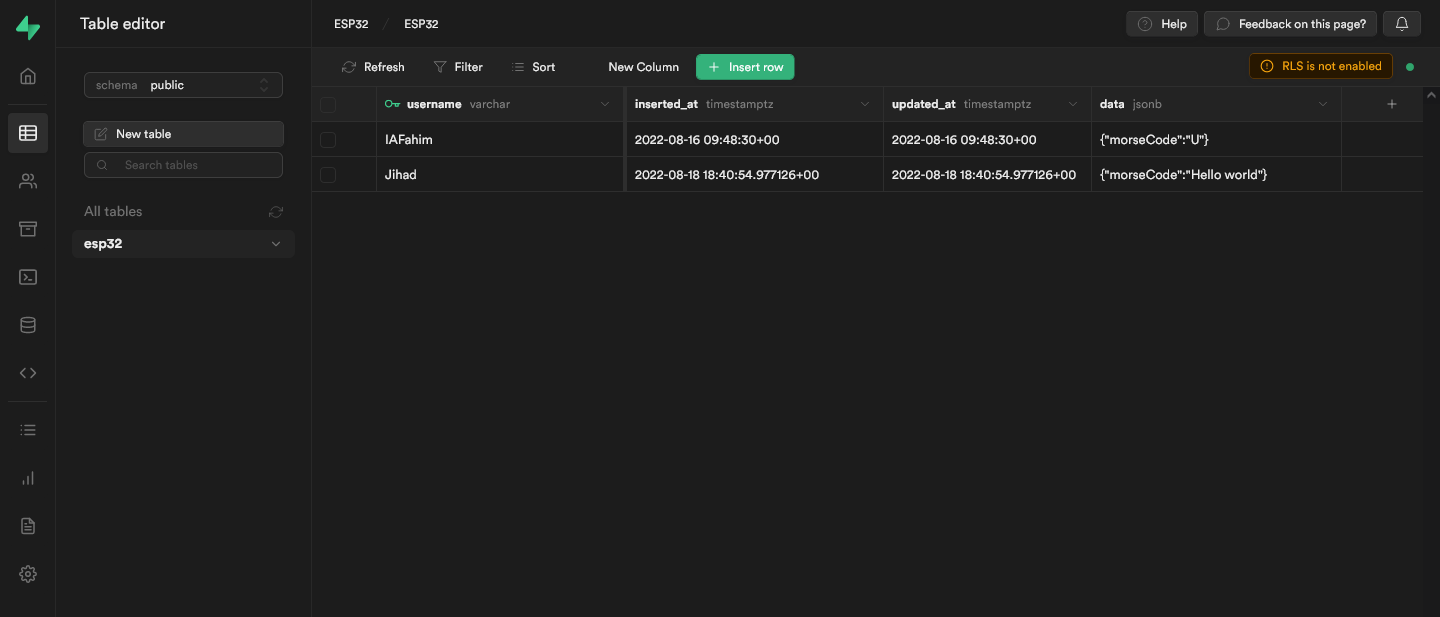 Table editor
ESP32 / ESP32
Help
Feedback on this page?
schema public
New table
Search tables
All tables
esp32
Refresh
Filter
Sort
New Column
+ Insert row
RLS is not enabled
username varchar
inserted_at timestamptz
updated_at timestamptz
data jsonb
+
IAFahim
2022-08-16 09:48:30+00
2022-08-16 09:48:30+00
{"morseCode":"U"}
Jihad
2022-08-18 18:40:54.977126+00
2022-08-18 18:40:54.977126+00
{"morseCode":"Hello world"}